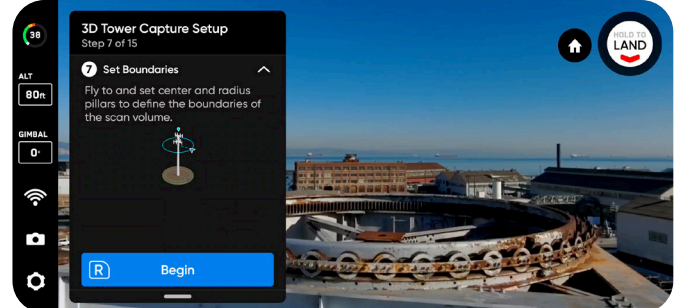 38
ALT
80ft
GIMBAL
0°
3D Tower Capture Setup
Step 7 of 15
7 Set Boundaries
Fly to and set center and radius
pillars to define the boundaries of
the scan volume.
R Begin
HOLD TO
LAND